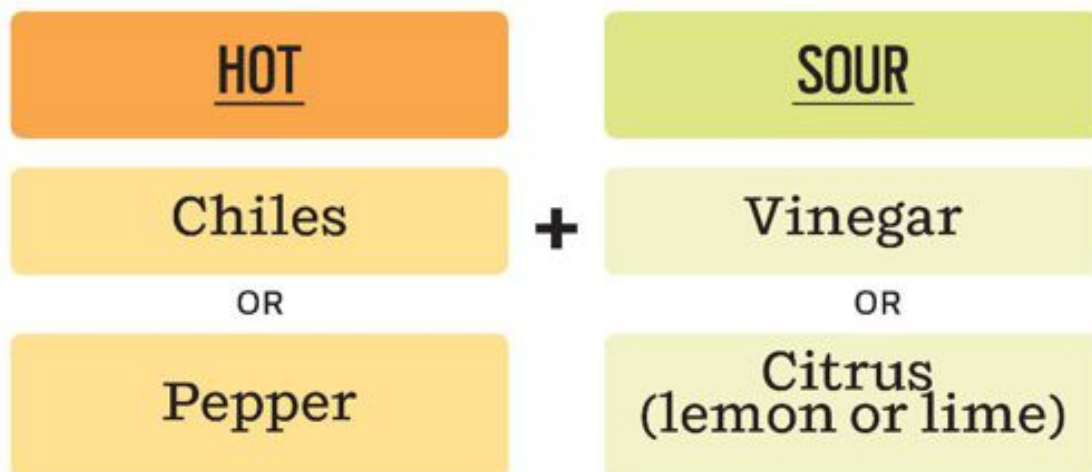 HOT
Chiles
OR
Pepper
+
SOUR
Vinegar
OR
Citrus
(lemon or lime)